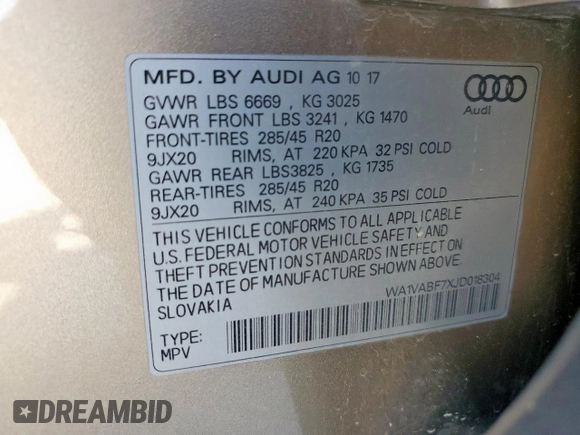 MFD. BY AUDI AG 10 17
GVWR LBS 6669 , KG 3025
GAWR FRONT LBS 3241 , KG 1470
FRONT-TIRES 285/45 R20
9JX20 RIMS, AT 220 KPA 32 PSI COLD
GAWR REAR LBS3825 , KG 1735
REAR-TIRES 285/45 R20
9JX20 RIMS, AT 240 KPA 35 PSI COLD
THIS VEHICLE CONFORMS TO ALL APPLICABLE
U.S. FEDERAL MOTOR VEHICLE SAFETY AND
THEFT PREVENTION STANDARDS IN EFFECT ON
THE DATE OF MANUFACTURE SHOWN ABOVE.
SLOVAKIA
WA1VABF7XJD018304
TYPE:
MPV
Audi
DREAMBID